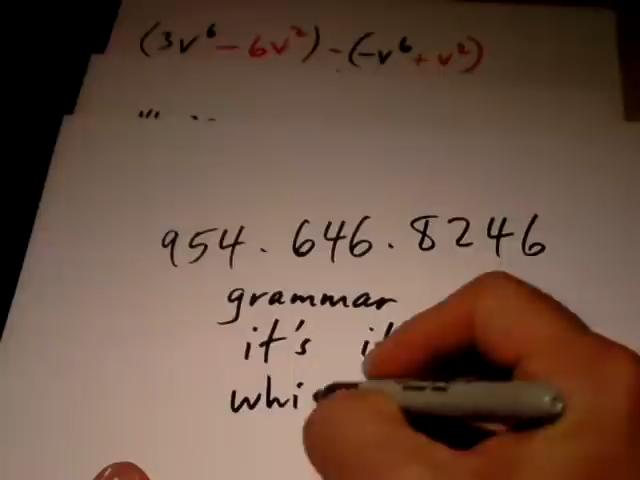 (3v⁶ - 6v²) - (-v⁶ + v²)
954.646.8246
grammar
it's
whi